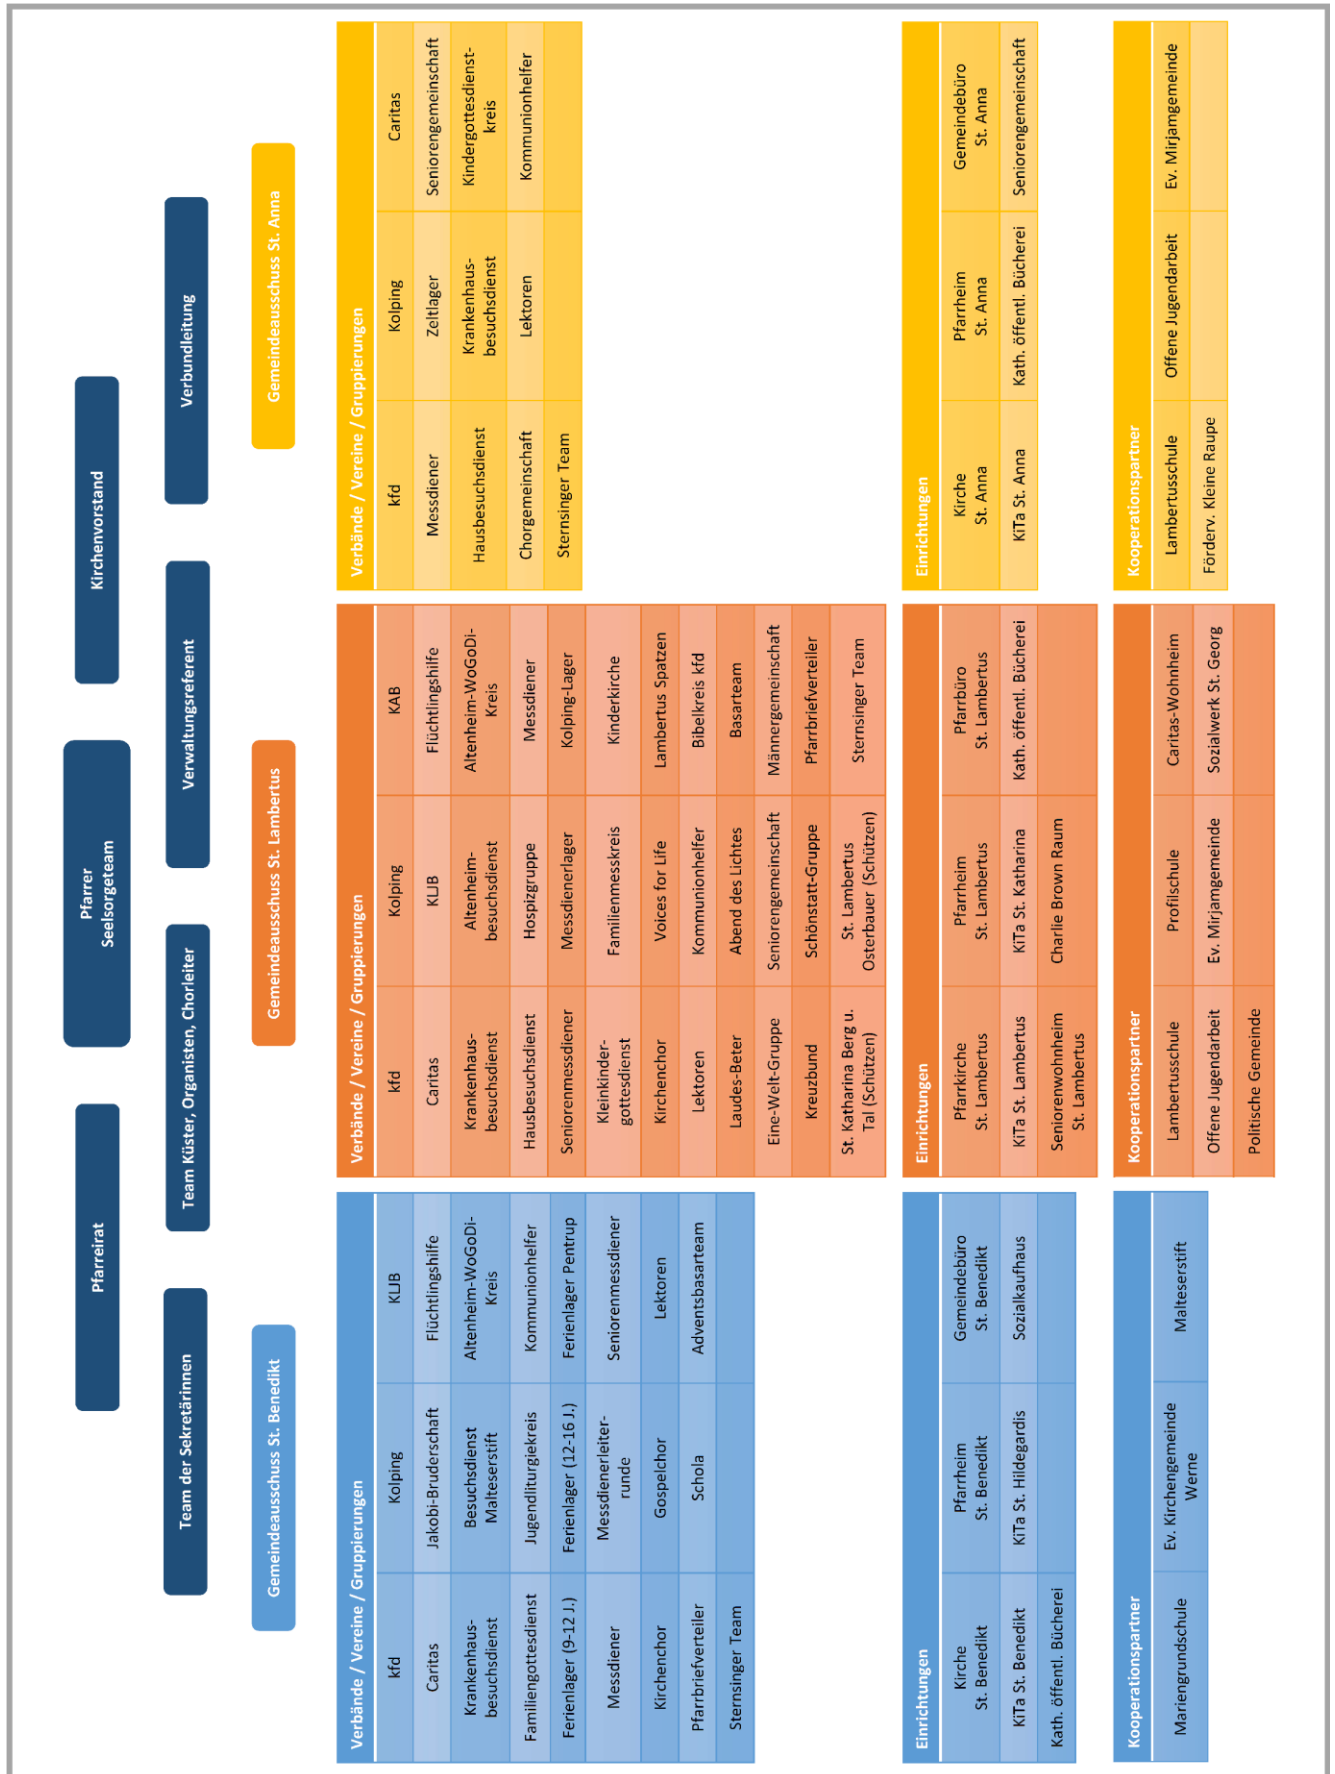 Pfarrer
Seelsorgeteam
Pfarreirat
Kirchenvorstand
Team der Sekretärinnen
Team Küster, Organisten, Chorleiter
Verwaltungsreferent
Verbundleitung
Gemeindeausschuss St. Benedikt
Gemeindeausschuss St. Lambertus
Gemeindeausschuss St. Anna
Verbände / Vereine / Gruppierungen
kfd
Kolping
KLJB
Caritas
Jakobi-Bruderschaft
Flüchtlingshilfe
Krankenhaus-
besuchsdienst
Besuchsdienst
Malteserstift
Altenheim-WoGoDi-
Kreis
Familiengottesdienst
Jugendliturgiekreis
Kommunionhelfer
Ferienlager (9-12 J.)
Ferienlager (12-16 J.)
Ferienlager Pentrup
Messdiener
Messdienerleiter-
runde
Seniorenmessdiener
Kirchenchor
Gospelchor
Lektoren
Pfarrbriefverteiler
Schola
Adventsbasarteam
Sternsinger Team
Verbände / Vereine / Gruppierungen
kfd
Kolping
KAB
Caritas
KLJB
Flüchtlingshilfe
Krankenhaus-
besuchsdienst
Altenheim-
besuchsdienst
Altenheim-WoGoDi-
Kreis
Hausbesuchsdienst
Hospizgruppe
Messdiener
Seniorenmessdiener
Messdienerlager
Kolping-Lager
Kleinkinder-
gottesdienst
Familienmesskreis
Kinderkirche
Kirchenchor
Voices for Life
Lambertus Spatzen
Lektoren
Kommunionhelfer
Bibelkreis kfd
Laudes-Beter
Abend des Lichtes
Basarteam
Eine-Welt-Gruppe
Seniorengemeinschaft
Männergemeinschaft
Kreuzbund
Schönstatt-Gruppe
Pfarrbriefverteiler
St. Katharina Berg u.
Tal (Schützen)
St. Lambertus
Osterbauer (Schützen)
Sternsinger Team
Verbände / Vereine / Gruppierungen
kfd
Kolping
Caritas
Messdiener
Zeltlager
Seniorengemeinschaft
Hausbesuchsdienst
Krankenhaus-
besuchsdienst
Kindergottesdienst-
kreis
Chorgemeinschaft
Lektoren
Kommunionhelfer
Sternsinger Team
Einrichtungen
Kirche
St. Benedikt
Pfarrheim
St. Benedikt
Gemeindebüro
St. Benedikt
KiTa St. Benedikt
KiTa St. Hildegardis
Sozialkaufhaus
Kath. öffentl. Bücherei
Einrichtungen
Pfarrkirche
St. Lambertus
Pfarrheim
St. Lambertus
Pfarrbüro
St. Lambertus
KiTa St. Lambertus
KiTa St. Katharina
Kath. öffentl. Bücherei
Seniorenwohnheim
St. Lambertus
Charlie Brown Raum
Einrichtungen
Kirche
St. Anna
Pfarrheim
St. Anna
Gemeindebüro
St. Anna
KiTa St. Anna
Kath. öffentl. Bücherei
Seniorengemeinschaft
Kooperationspartner
Mariengrundschule
Ev. Kirchengemeinde
Werne
Malteserstift
Kooperationspartner
Lambertusschule
Profilschule
Caritas-Wohnheim
Offene Jugendarbeit
Ev. Mirjamgemeinde
Sozialwerk St. Georg
Politische Gemeinde
Kooperationspartner
Lambertusschule
Offene Jugendarbeit
Ev. Mirjamgemeinde
Förderv. Kleine Raupe